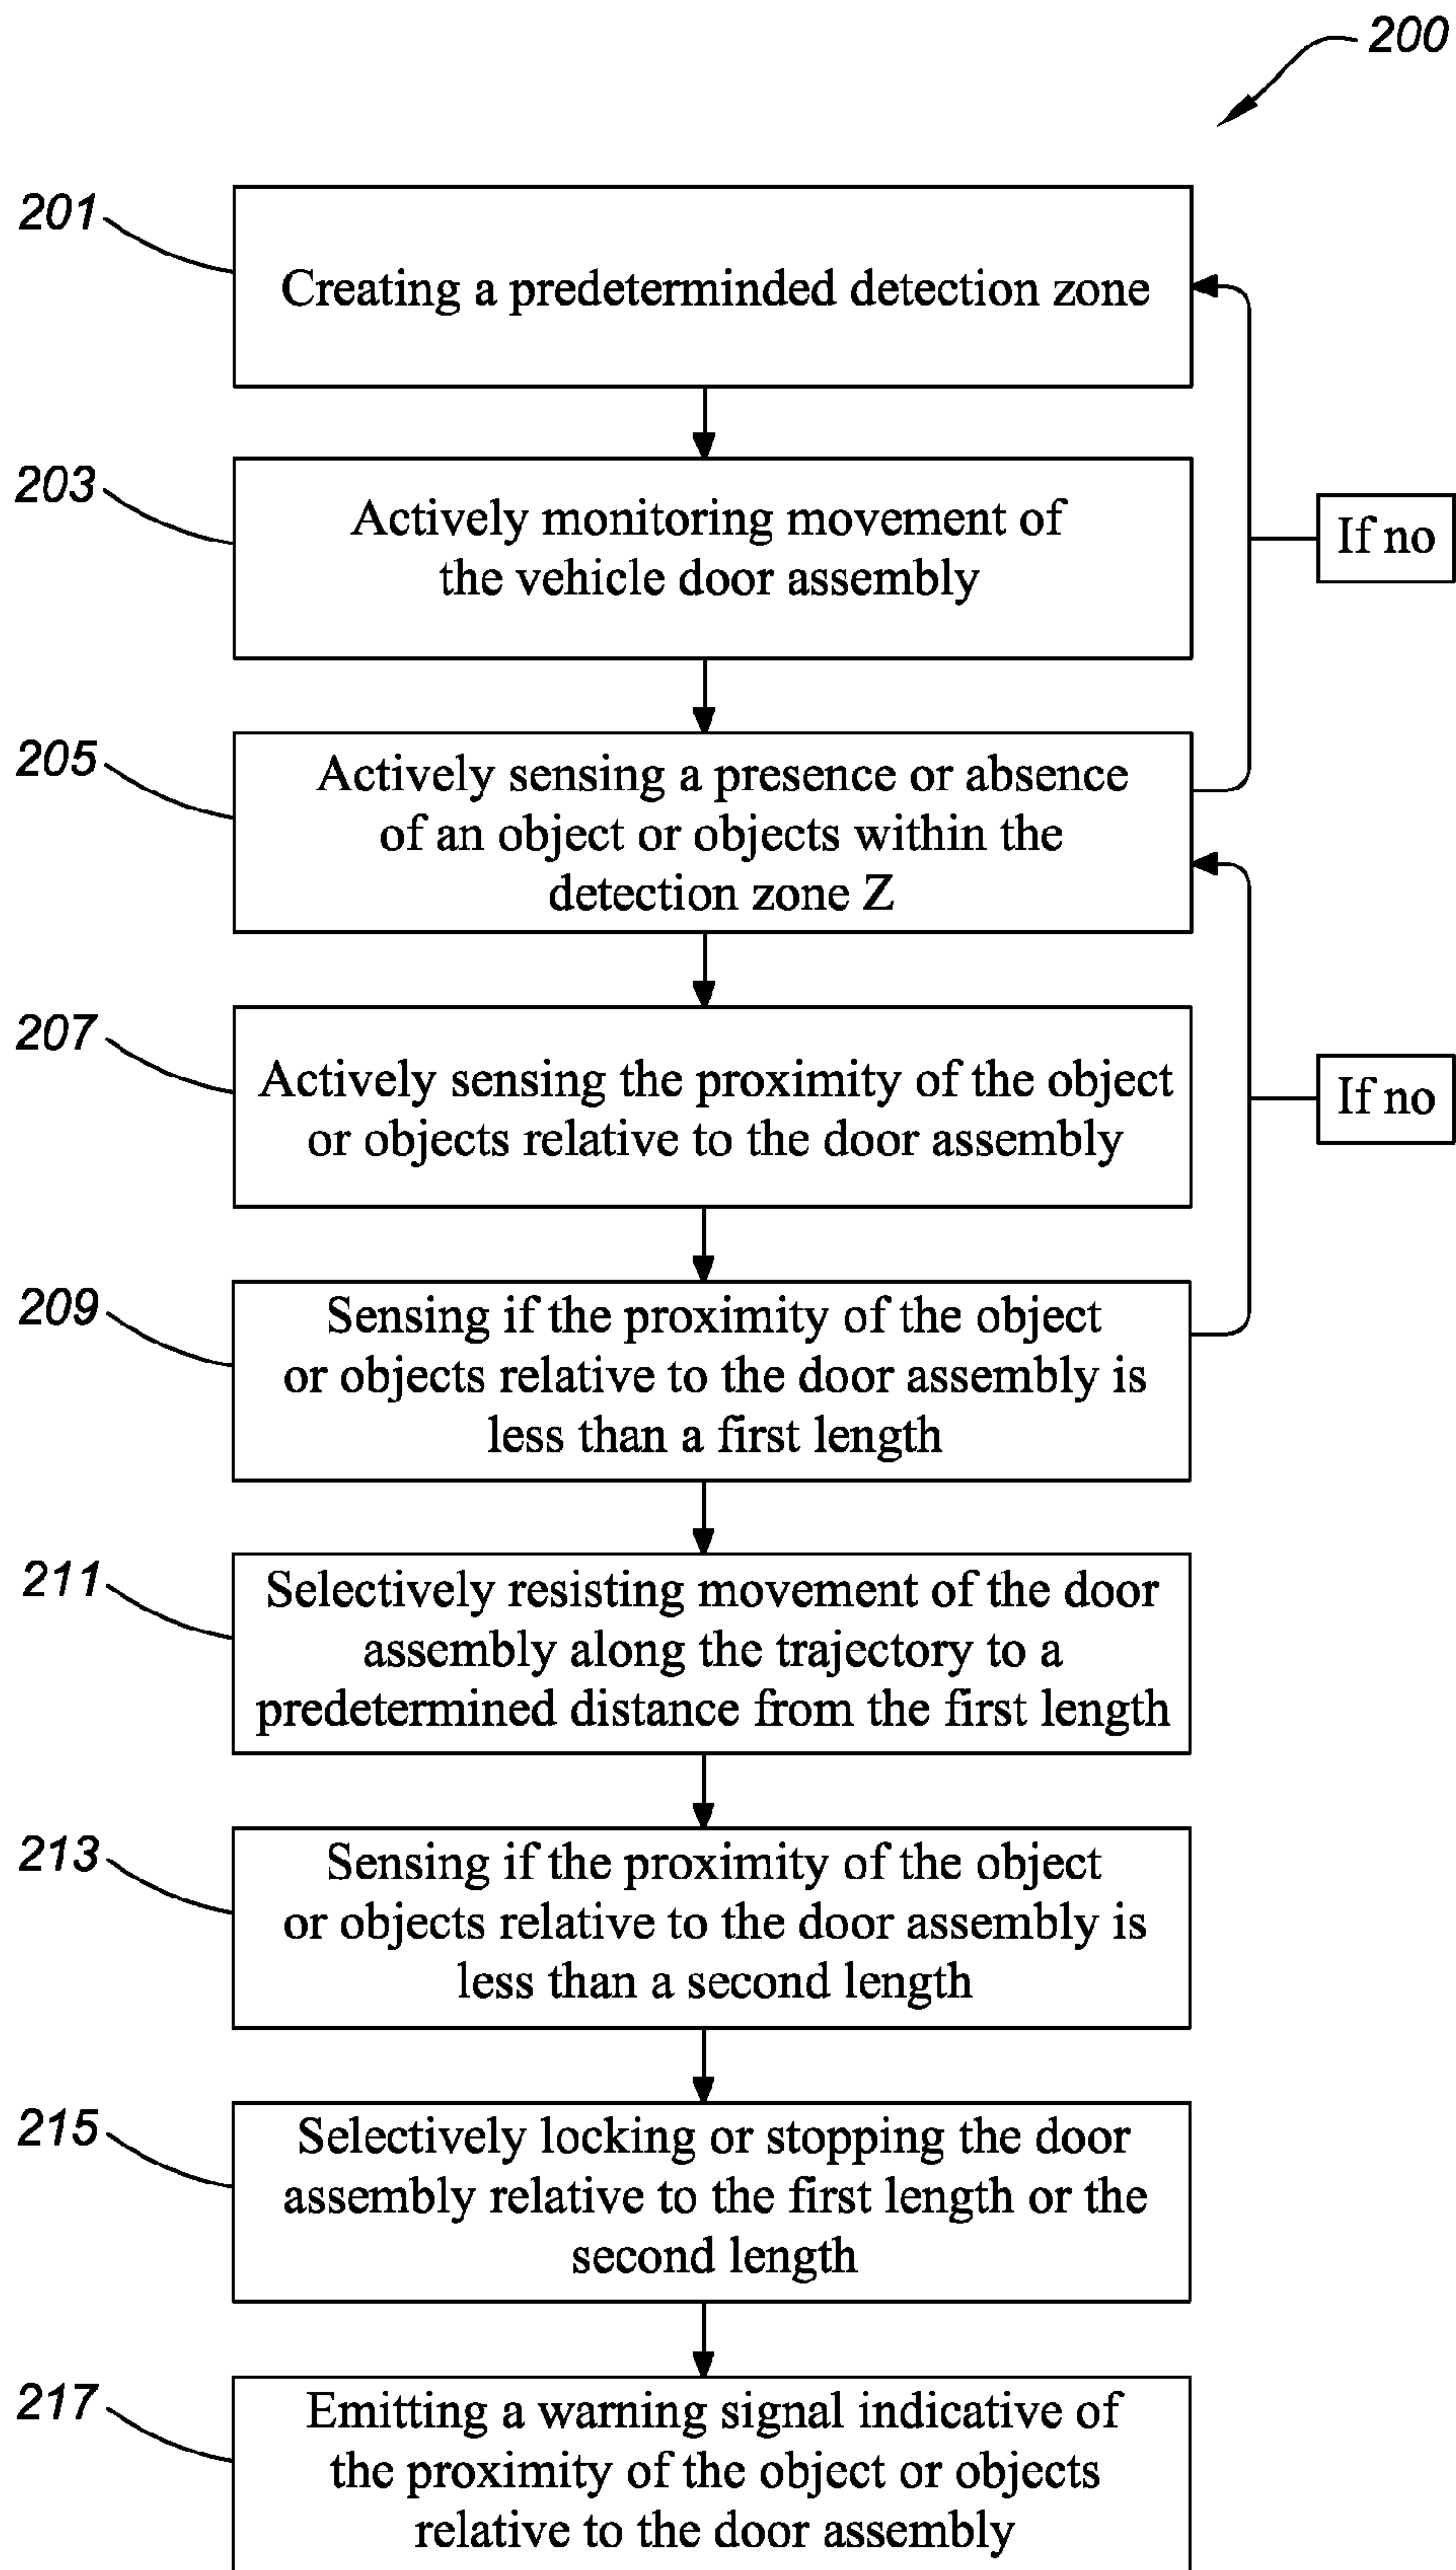 200
201
Creating a predeterminded detection zone
203
Actively monitoring movement of
the vehicle door assembly
If no
205
Actively sensing a presence or absence
of an object or objects within the
detection zone Z
207
Actively sensing the proximity of the object
or objects relative to the door assembly
If no
209
Sensing if the proximity of the object
or objects relative to the door assembly is
less than a first length
211
Selectively resisting movement of the door
assembly along the trajectory to a
predetermined distance from the first length
213
Sensing if the proximity of the object
or objects relative to the door assembly is
less than a second length
215
Selectively locking or stopping the door
assembly relative to the first length or the
second length
217
Emitting a warning signal indicative of
the proximity of the object or objects
relative to the door assembly